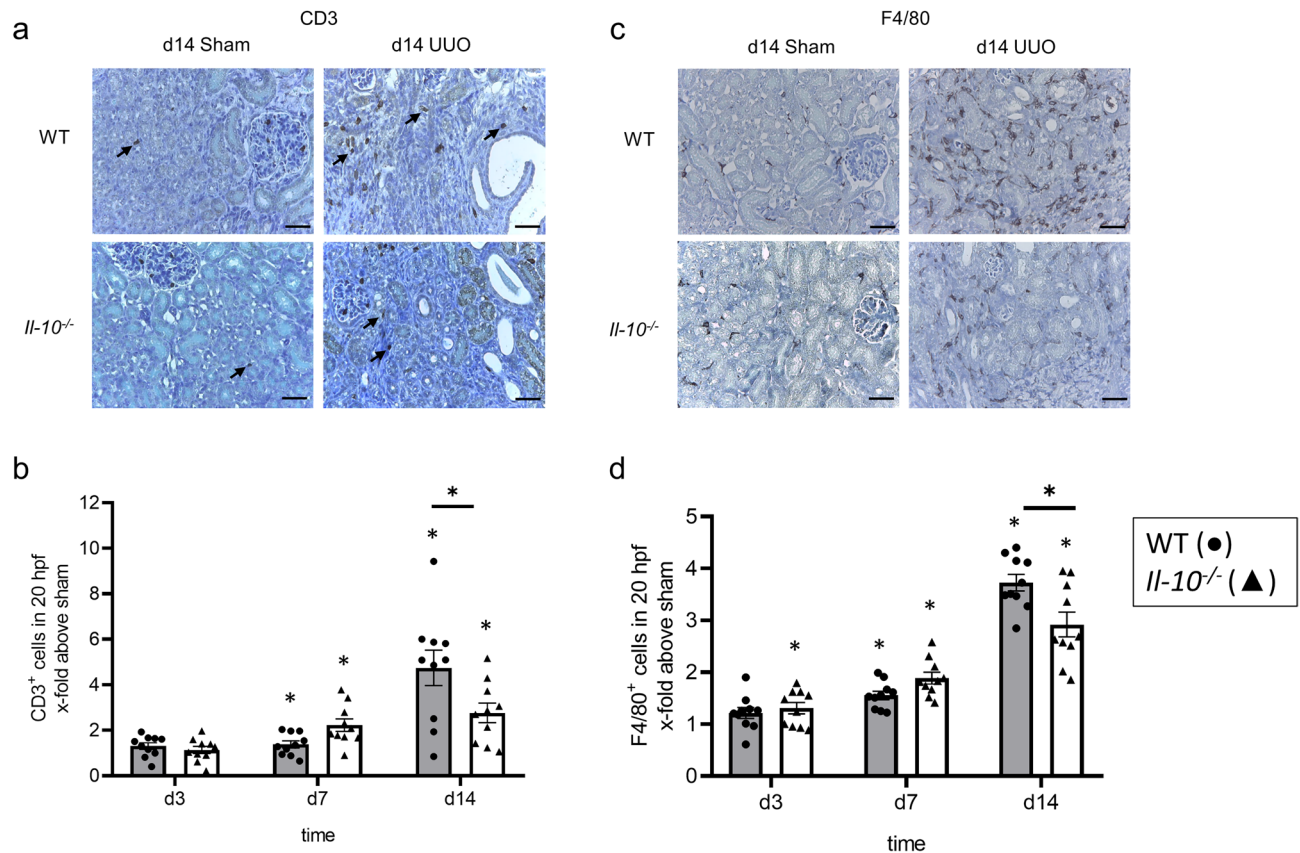 a
CD3
d14 Sham
d14 UUO
WT
Il-10-/-
c
F4/80
d14 Sham
d14 UUO
WT
Il-10-/-
b
CD3+ cells in 20 hpf
x-fold above sham
12
10
8
6
4
2
0
*
*
*
*
*
d3
d7
d14
time
d
F4/80+ cells in 20 hpf
x-fold above sham
5
4
3
2
1
0
*
*
*
*
*
*
d3
d7
d14
time
WT (●)
Il-10-/- (▲)